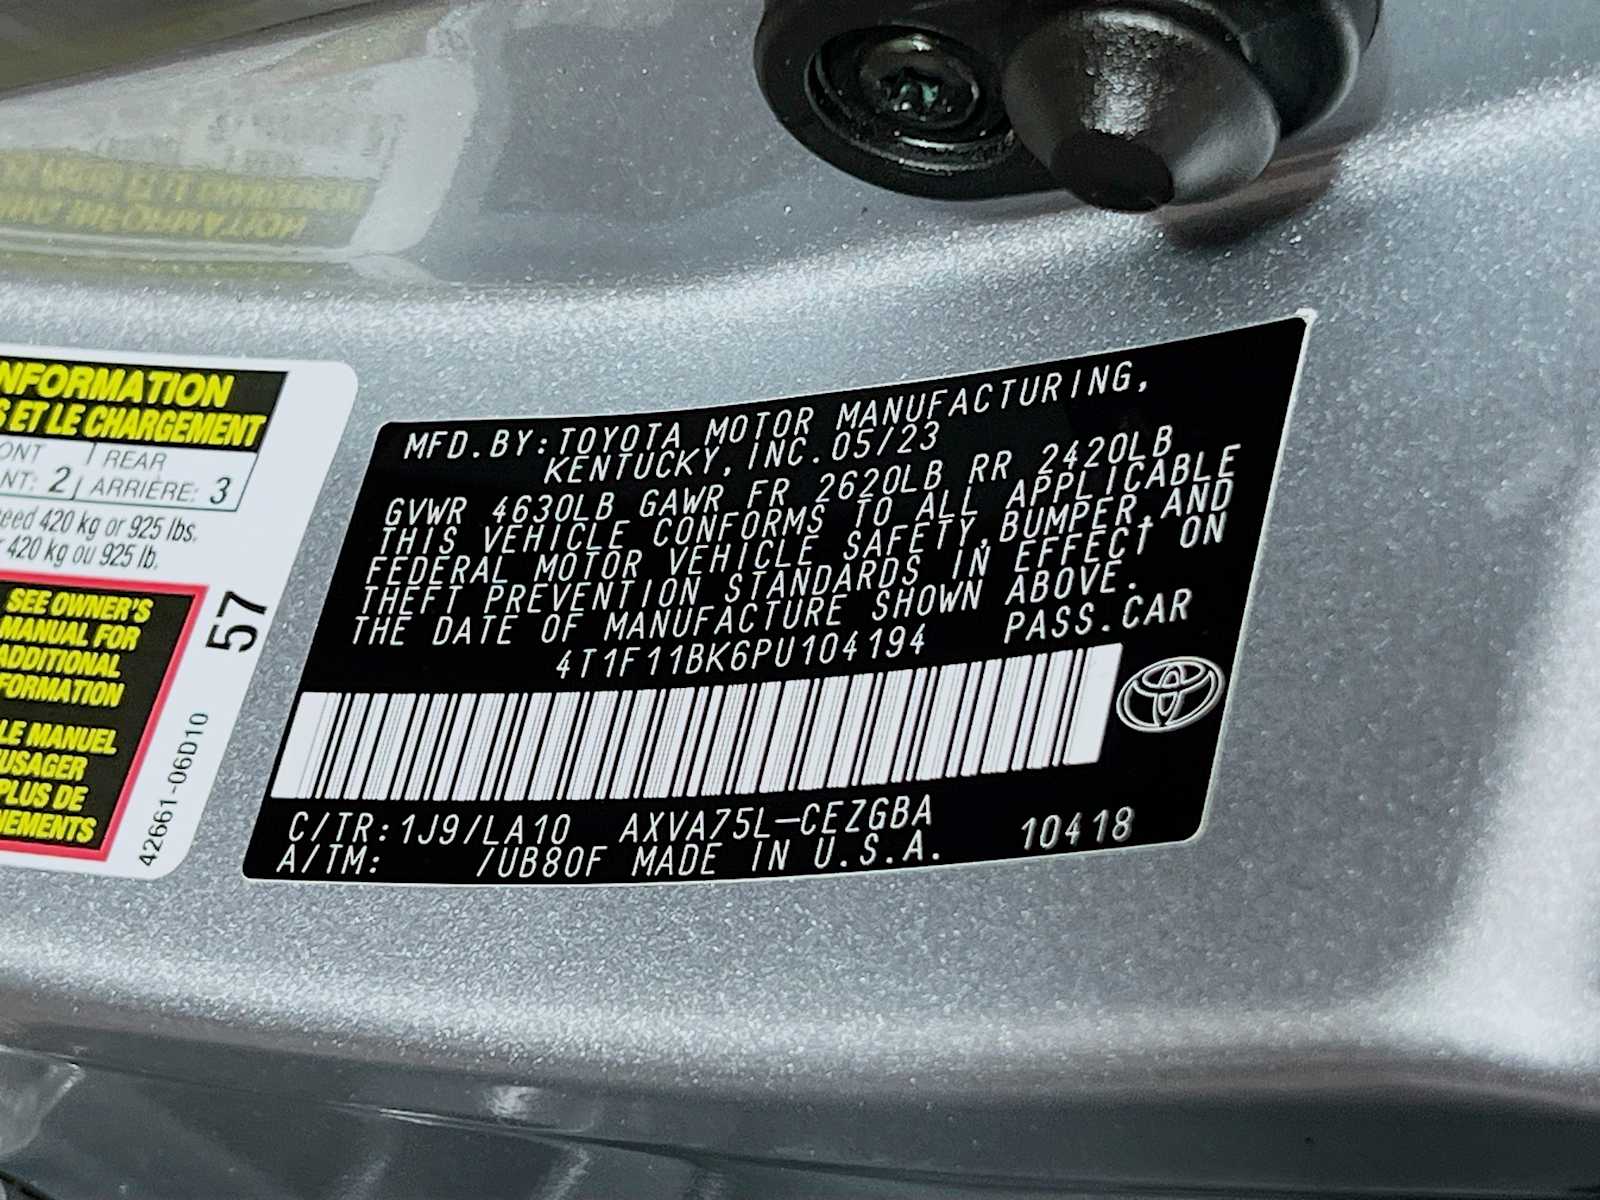 NFORMATION
S ET LE CHARGEMENT
ONT REAR
NT: 2 ARRIÈRE: 3
eed 420 kg or 925 lbs.
420 kg ou 925 lb.
SEE OWNER'S
MANUAL FOR
ADDITIONAL
FORMATION
LE MANUEL
USAGER
PLUS DE
NEMENTS
57
42661-06D10
MFD.BY:TOYOTA MOTOR MANUFACTURING,
KENTUCKY,INC.05/23
GVWR 4630LB GAWR FR 2620LB RR 2420LB
THIS VEHICLE CONFORMS TO ALL APPLICABLE
FEDERAL MOTOR VEHICLE SAFETY,BUMPER,AND
THEFT PREVENTION STANDARDS IN EFFECT ON
THE DATE OF MANUFACTURE SHOWN ABOVE.
4T1F11BK6PU104194 PASS.CAR
C/TR:1J9/LA10 AXVA75L-CEZGBA 10418
A/TM: /UB80F MADE IN U.S.A.